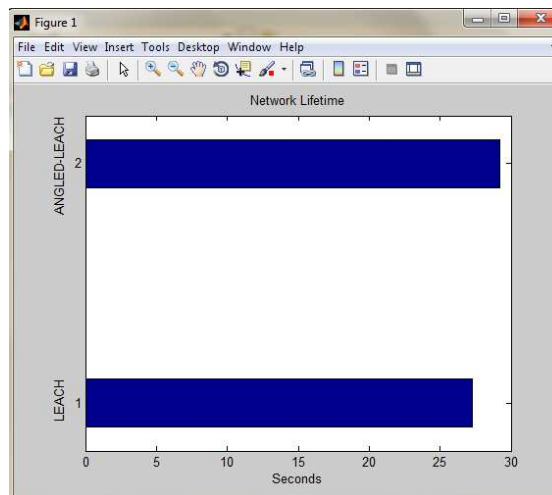 Figure 1
File Edit View Insert Tools Desktop Window Help
Network Lifetime
ANGLED-LEACH
2
LEACH
1
0 5 10 15 20 25 30
Seconds